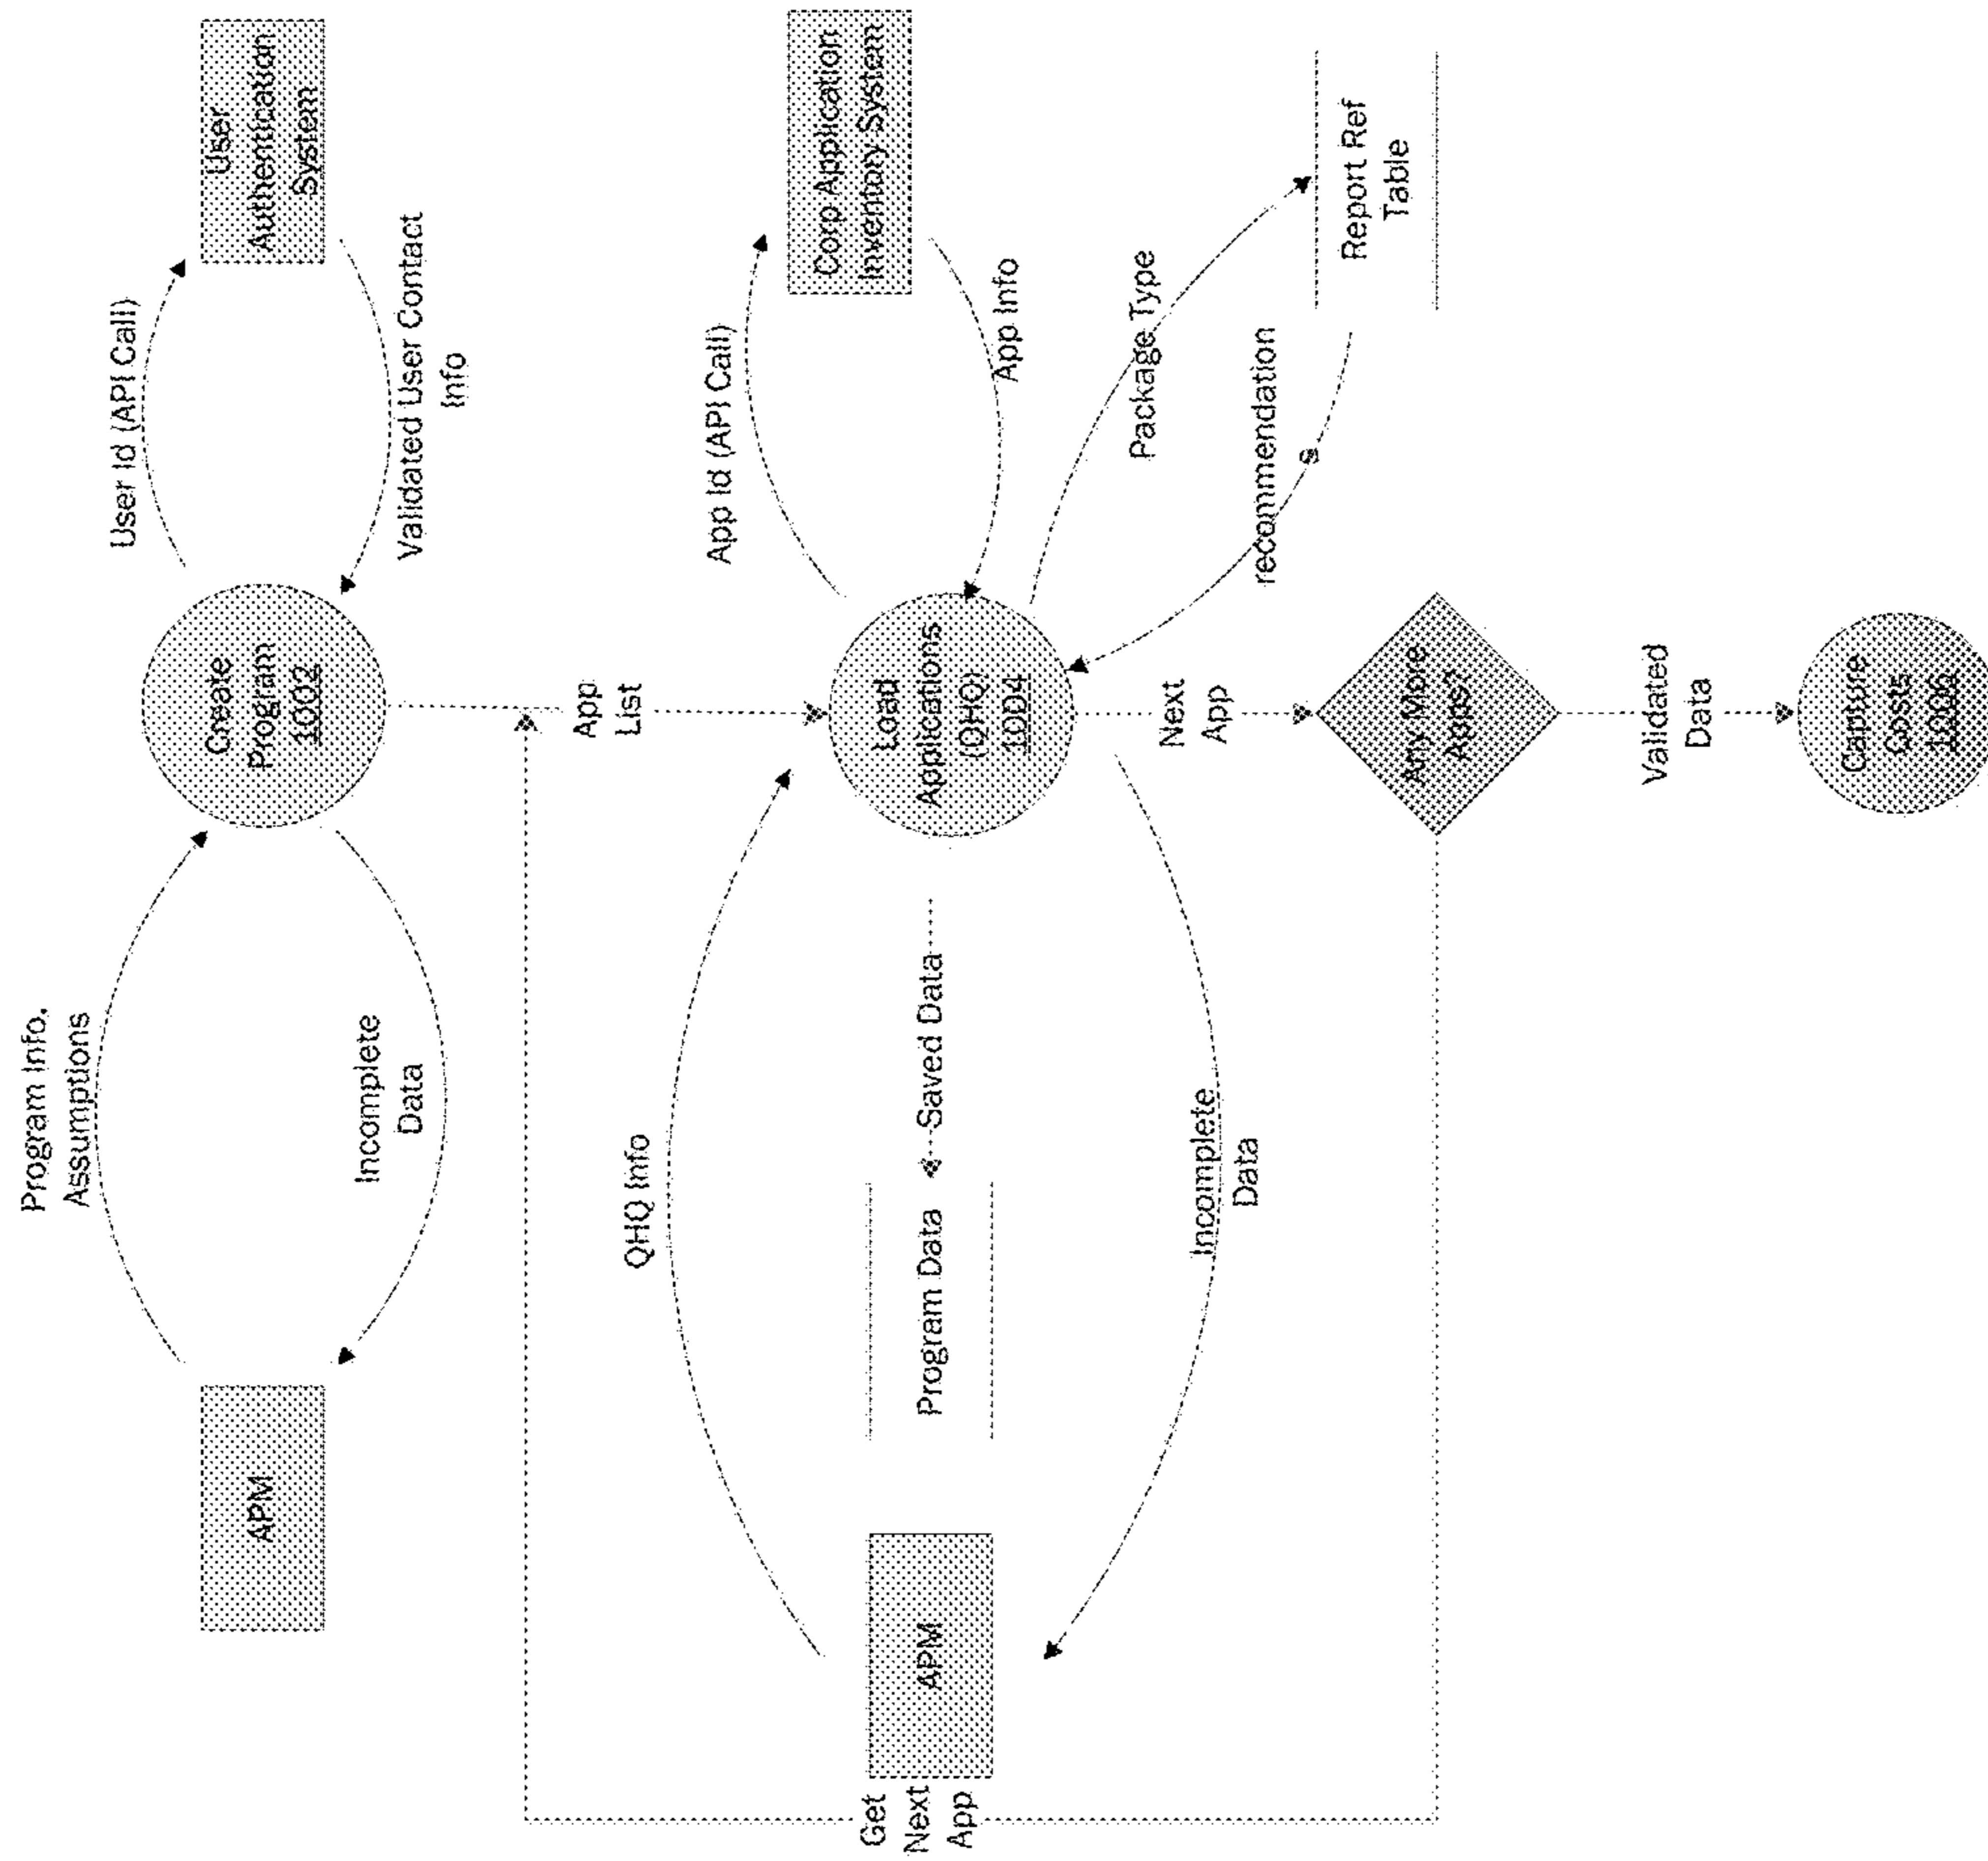 Program Info.
Assumptions
User Id (API Call)
APM
Create
Program
1002
User
Authentication
System
Incomplete
Data
Validated User Contact
Info
App
List
QHQ Info
App Id (API Call)
Corp Application
Inventory System
Get
Next
App
APM
Program Data
Saved Data
Load
Applications
(QHQ)
1004
App Info
Incomplete
Data
Next
App
Package Type
recommendation
s
Report Ref
Table
Any More
Apps?
Validated
Data
Capture
Costs
1006